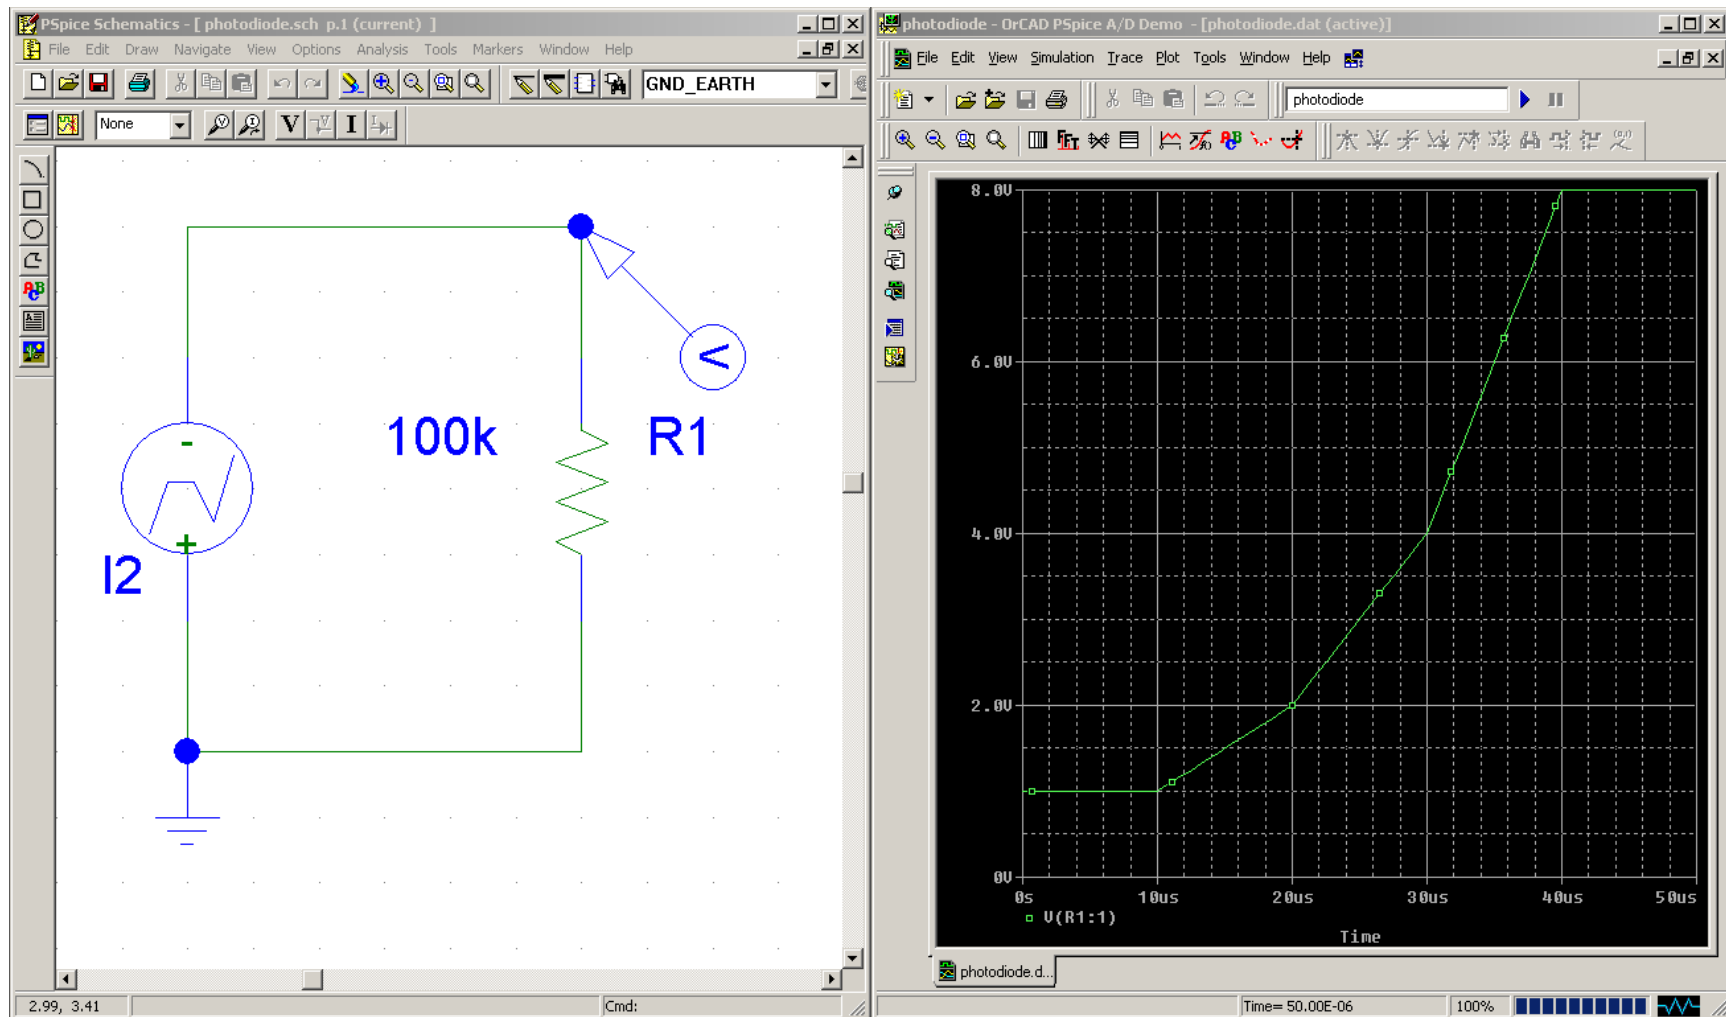 PSpice Schematics - [ photodiode.sch  p.1 (current)  ]
File Edit Draw Navigate View Options Analysis Tools Markers Window Help
GND_EARTH
None
V
I
ABC
100k
R1
V
-
+
I2
2.99, 3.41
Cmd:
photodiode - OrCAD PSpice A/D Demo  - [photodiode.dat (active)]
File Edit View Simulation Trace Plot Tools Window Help
photodiode
FFT
ABC
8.0V
6.0V
4.0V
2.0V
0V
0s 10us 20us 30us 40us 50us
V(R1:1)
Time
photodiode.d...
Time= 50.00E-06
100%